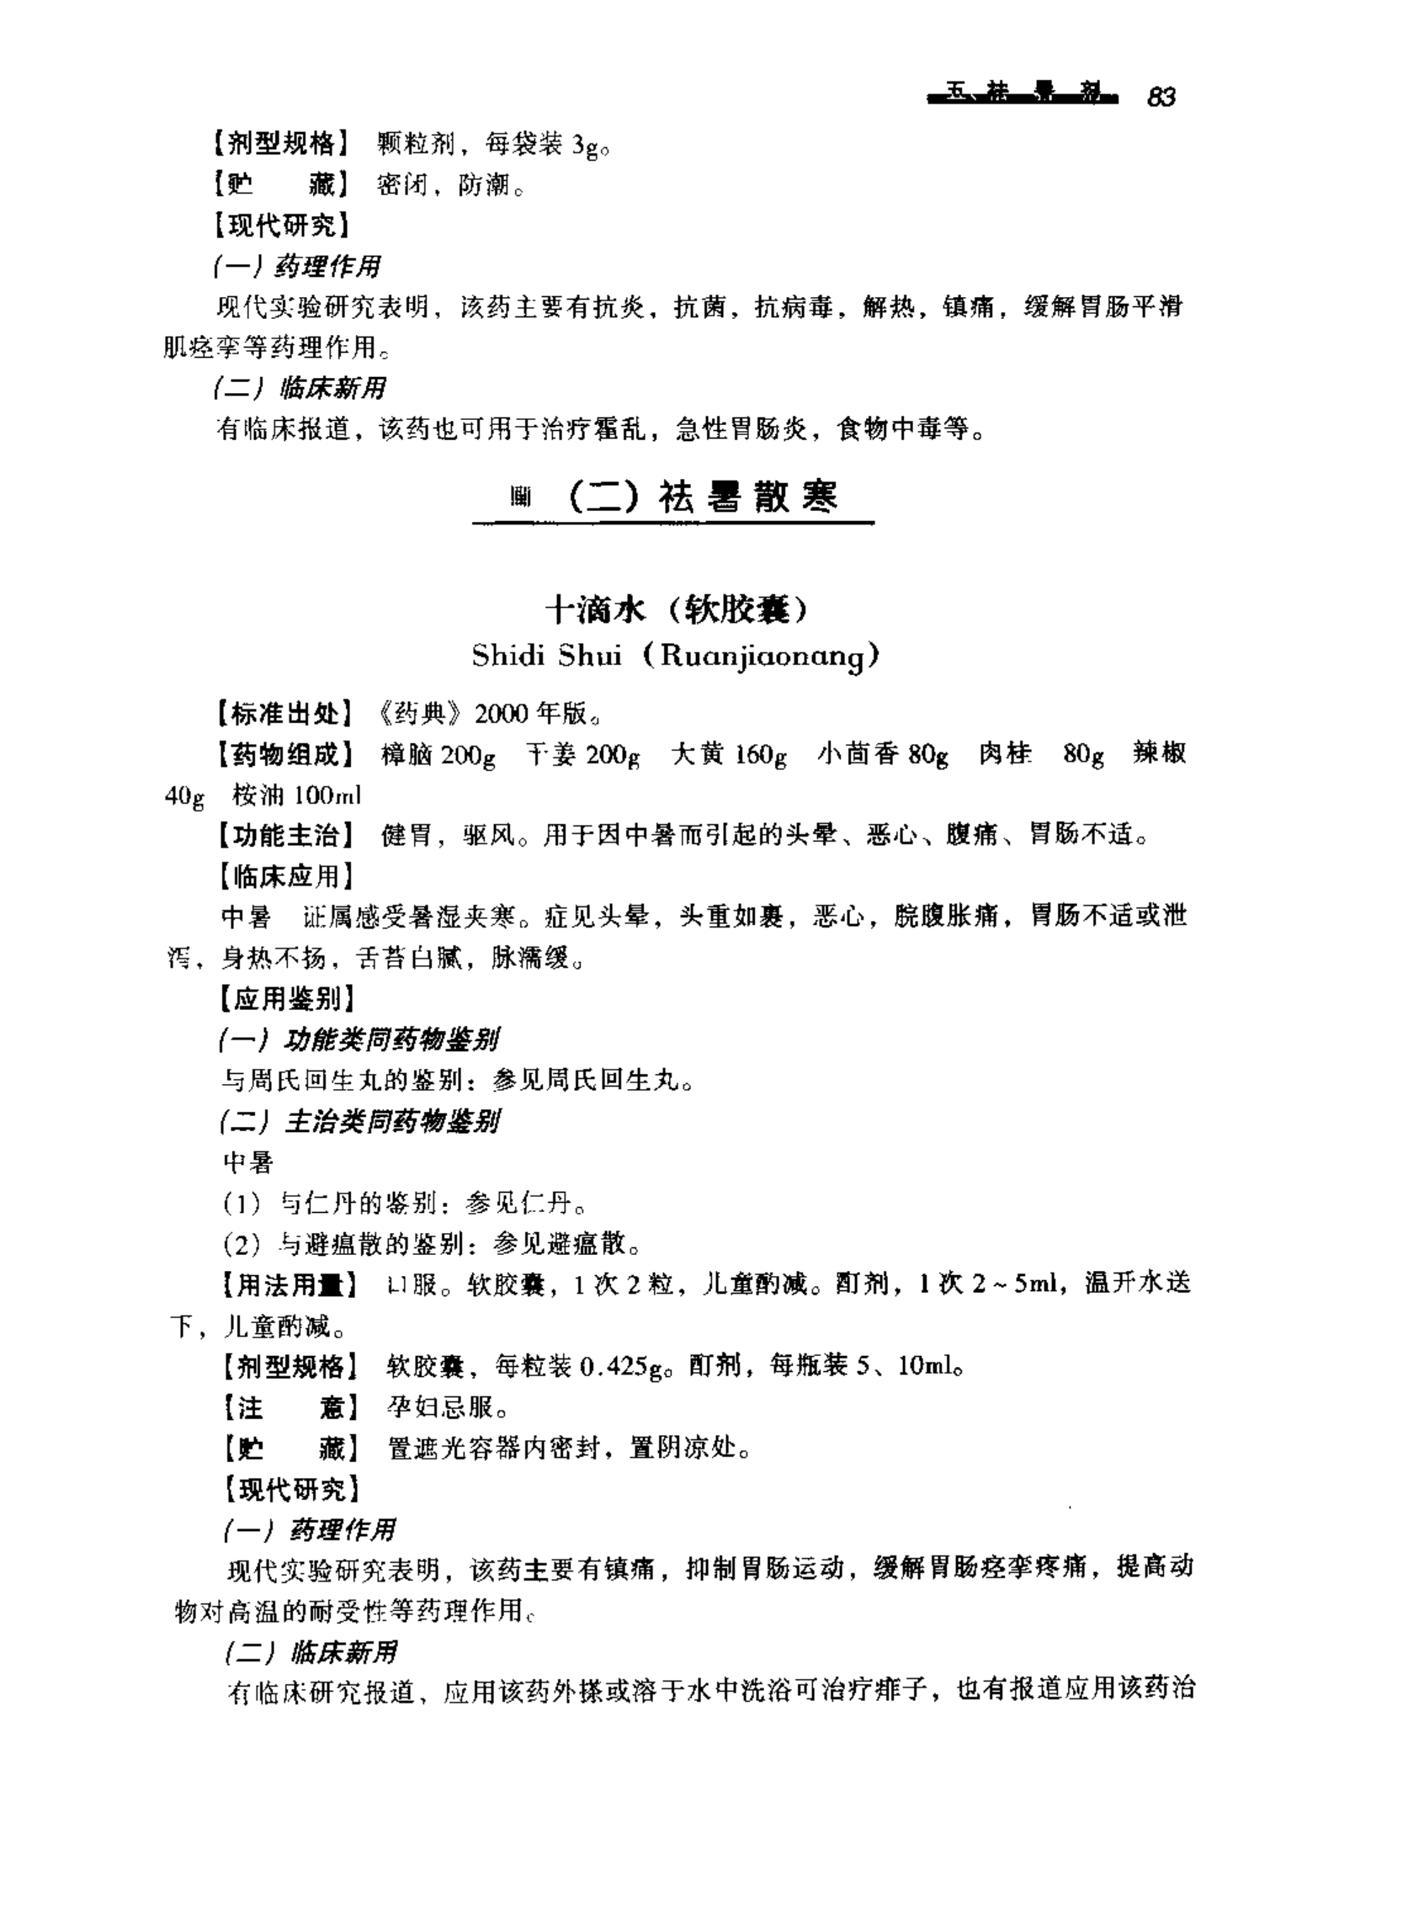 五、祛暑剂 83
【剂型规格】 颗粒剂，每袋装 3g。
【贮 藏】 密闭，防潮。
【现代研究】
(一) 药理作用
现代实验研究表明，该药主要有抗炎，抗菌，抗病毒，解热，镇痛，缓解胃肠平滑
肌痉挛等药理作用。
(二) 临床新用
有临床报道，该药也可用于治疗霍乱，急性胃肠炎，食物中毒等。
（二）祛暑散寒
十滴水（软胶囊）
Shidi Shui（Ruanjiaonang）
【标准出处】《药典》2000 年版。
【药物组成】 樟脑 200g 干姜 200g 大黄 160g 小茴香 80g 肉桂 80g 辣椒
40g 桉油 100ml
【功能主治】 健胃，驱风。用于因中暑而引起的头晕、恶心、腹痛、胃肠不适。
【临床应用】
中暑 证属感受暑湿夹寒。症见头晕，头重如裹，恶心，脘腹胀痛，胃肠不适或泄
泻，身热不扬，舌苔白腻，脉濡缓。
【应用鉴别】
(一) 功能类同药物鉴别
与周氏回生丸的鉴别：参见周氏回生丸。
(二) 主治类同药物鉴别
中暑
(1) 与仁丹的鉴别：参见仁丹。
(2) 与避瘟散的鉴别：参见避瘟散。
【用法用量】 口服。软胶囊，1 次 2 粒，儿童酌减。酊剂，1 次 2～5ml，温开水送
下，儿童酌减。
【剂型规格】 软胶囊，每粒装 0.425g。酊剂，每瓶装 5、10ml。
【注 意】 孕妇忌服。
【贮 藏】 置遮光容器内密封，置阴凉处。
【现代研究】
(一) 药理作用
现代实验研究表明，该药主要有镇痛，抑制胃肠运动，缓解胃肠痉挛疼痛，提高动
物对高温的耐受性等药理作用。
(二) 临床新用
有临床研究报道，应用该药外搽或溶于水中洗浴可治疗痱子，也有报道应用该药治